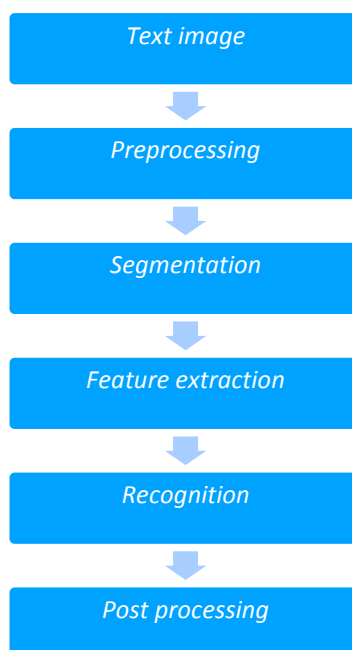 Text image
Preprocessing
Segmentation
Feature extraction
Recognition
Post processing